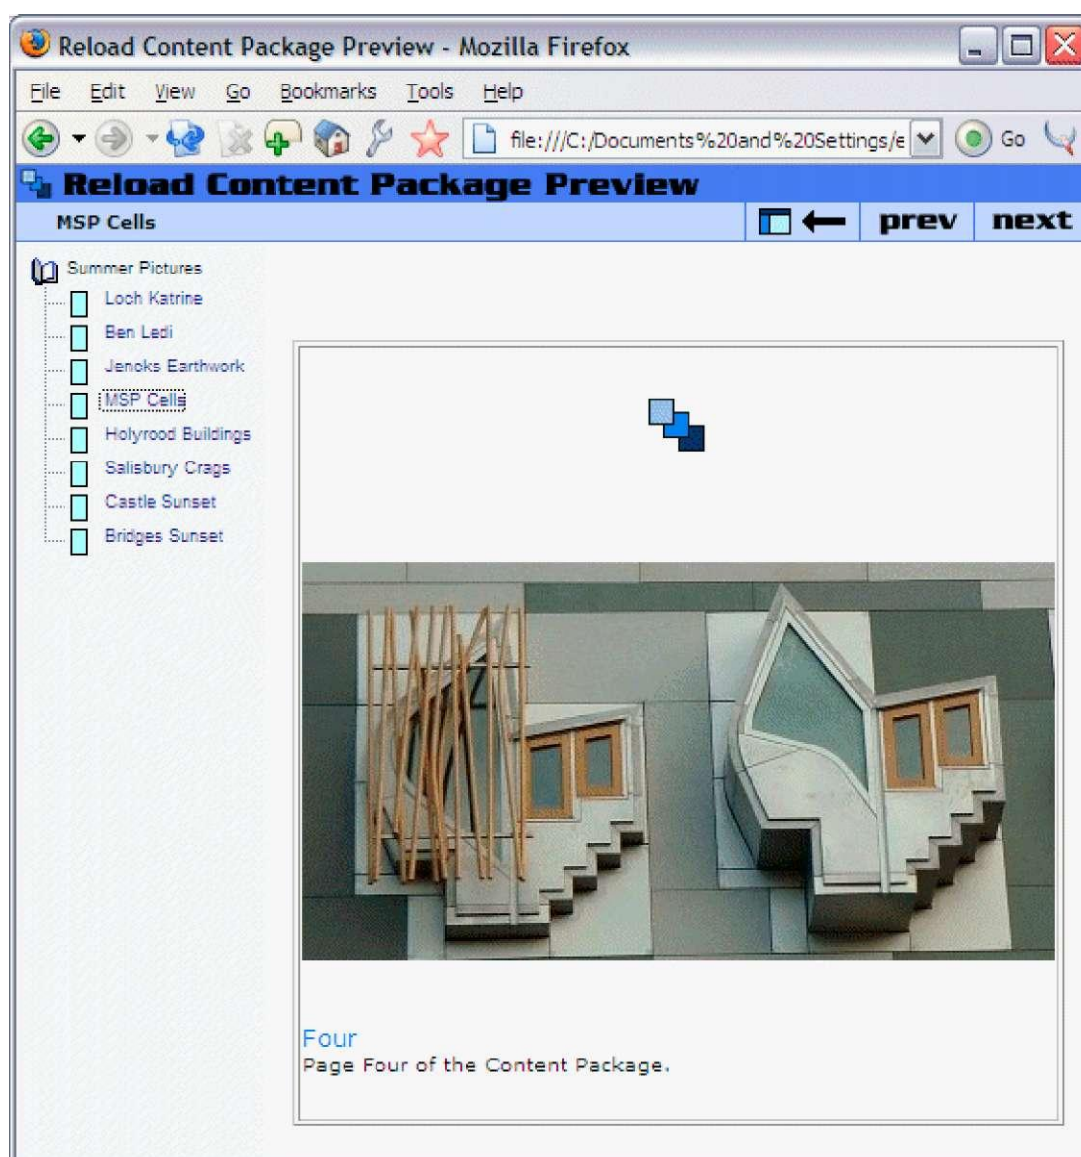 Reload Content Package Preview - Mozilla Firefox
File Edit View Go Bookmarks Tools Help
file:///C:/Documents%20and%20Settings/e Go
Reload Content Package Preview
MSP Cells prev next
Summer Pictures
Loch Katrine
Ben Ledi
Jenoks Earthwork
MSP Cells
Holyrood Buildings
Salisbury Crags
Castle Sunset
Bridges Sunset
Four
Page Four of the Content Package.